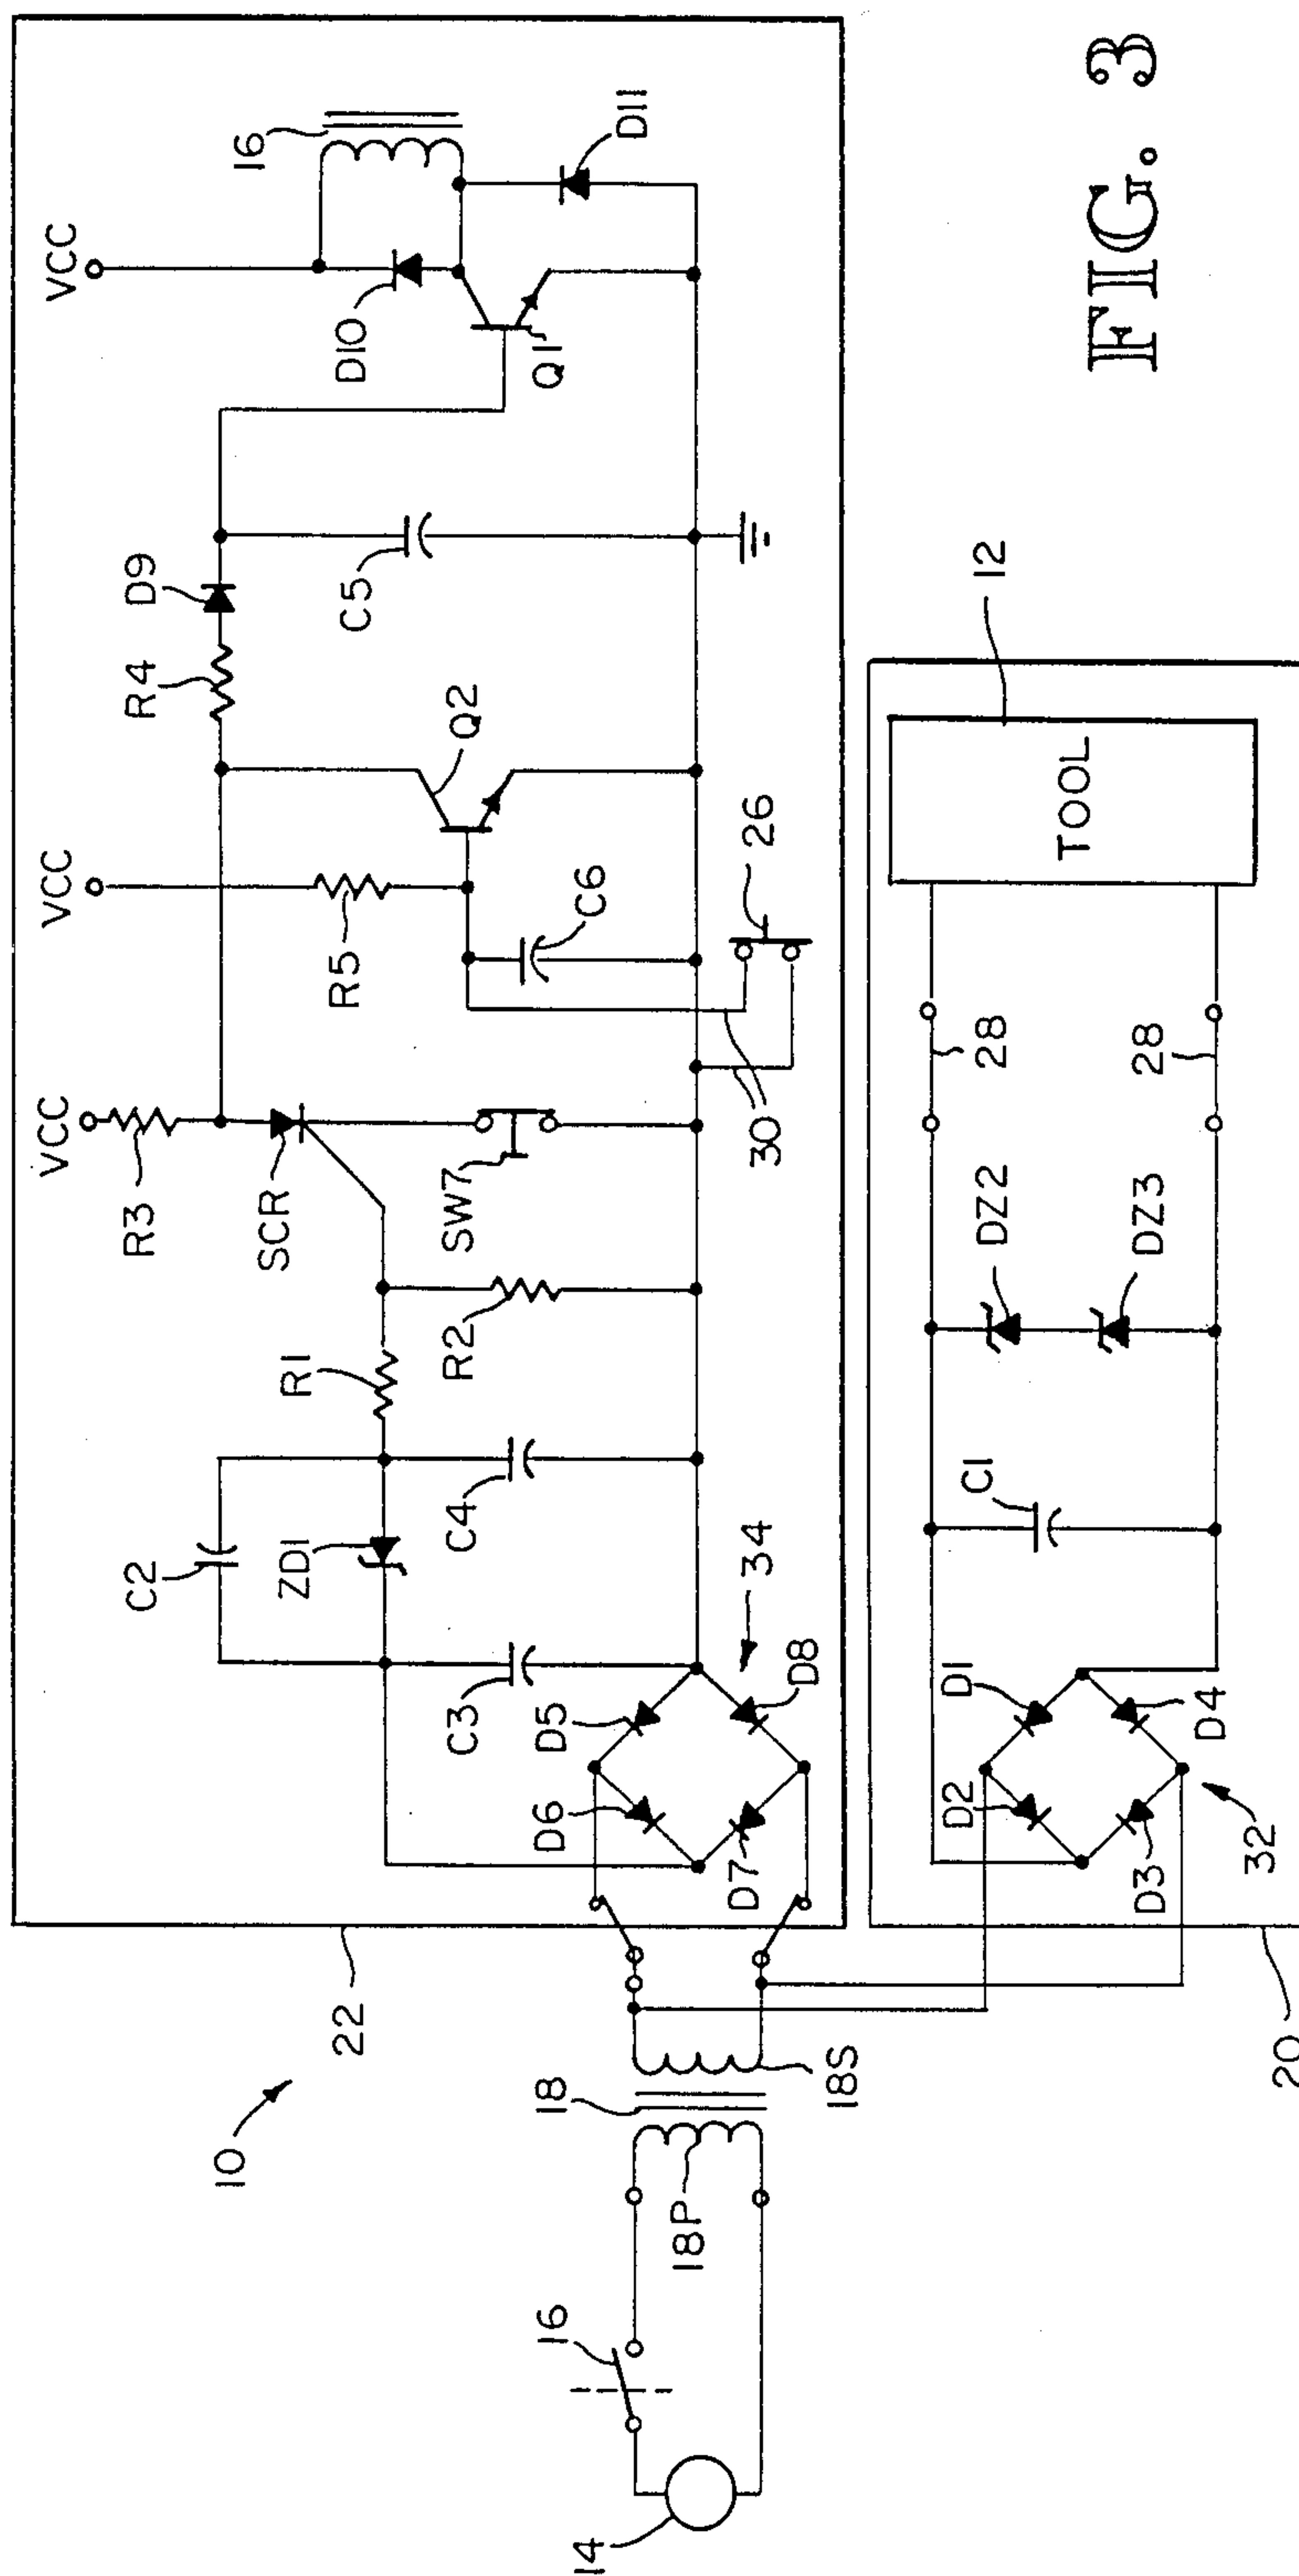 10
22
VCC
VCC
VCC
16
R3
R4
D9
D10
D11
Q1
C2
ZD1
R1
SCR
R5
Q2
C5
C6
C3
C4
R2
SW7
26
30
34
D5
D6
D7
D8
14
16
18
18P
18S
20
32
D1
D2
D3
D4
C1
DZ2
DZ3
28
28
12
TOOL
FIG. 3